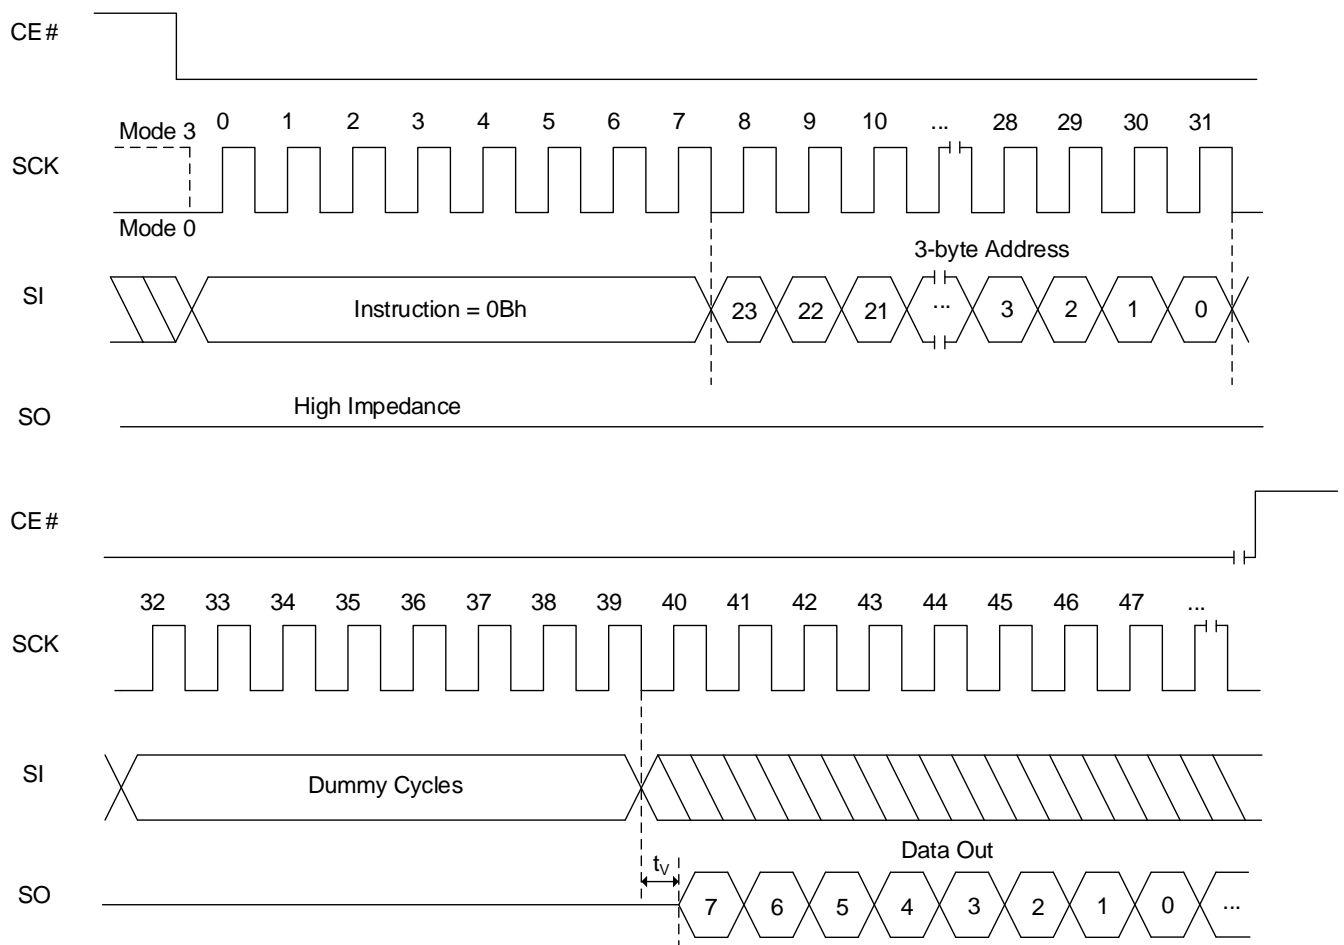 CE#
Mode 3 0 1 2 3 4 5 6 7 8 9 10 ... 28 29 30 31
SCK
Mode 0
3-byte Address
SI Instruction = 0Bh 23 22 21 ... 3 2 1 0
SO High Impedance
CE#
32 33 34 35 36 37 38 39 40 41 42 43 44 45 46 47 ...
SCK
SI Dummy Cycles
Data Out
tV
SO 7 6 5 4 3 2 1 0 ...